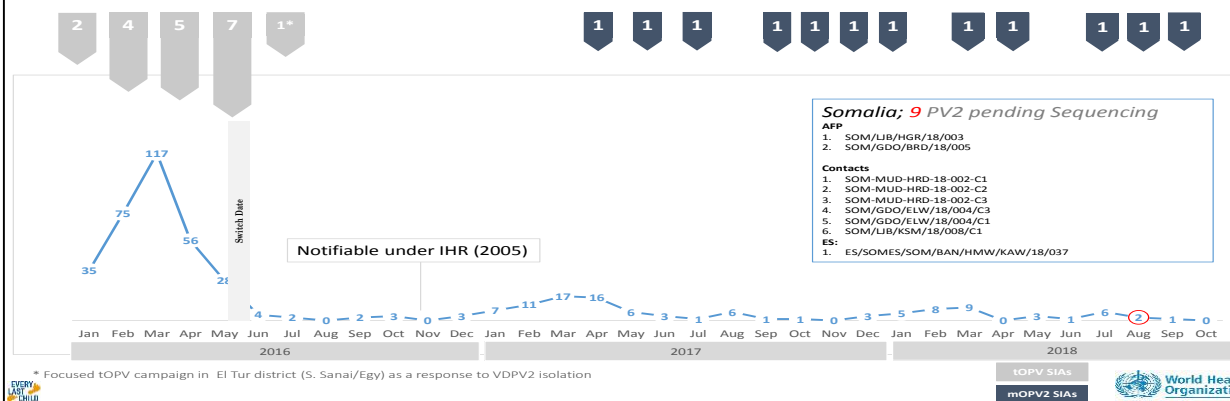 2 4 5 7 1* 1 1 1 1 1 1 1 1 1 1 1 1
Somalia; 9 PV2 pending Sequencing
AFP
1. SOM/LJB/HGR/18/003
2. SOM/GDO/BRD/18/005
Contacts
1. SOM-MUD-HRD-18-002-C1
2. SOM-MUD-HRD-18-002-C2
3. SOM-MUD-HRD-18-002-C3
4. SOM/GDO/ELW/18/004/C3
5. SOM/GDO/ELW/18/004/C1
6. SOM/LJB/KSM/18/008/C1
ES:
1. ES/SOMES/SOM/BAN/HMW/KAW/18/037
Switch Date
Notifiable under IHR (2005)
35 75 117 56 28 4 2 0 2 3 0 3 7 11 17 16 6 3 1 6 1 1 0 3 5 8 9 0 3 1 6 2 1 0
Jan Feb Mar Apr May Jun Jul Aug Sep Oct Nov Dec Jan Feb Mar Apr May Jun Jul Aug Sep Oct Nov Dec Jan Feb Mar Apr May Jun Jul Aug Sep Oct
2016 2017 2018
* Focused tOPV campaign in El Tur district (S. Sanai/Egy) as a response to VDPV2 isolation
tOPV SIAs
mOPV2 SIAs
EVERY
LAST
CHILD
World Hea
Organizati